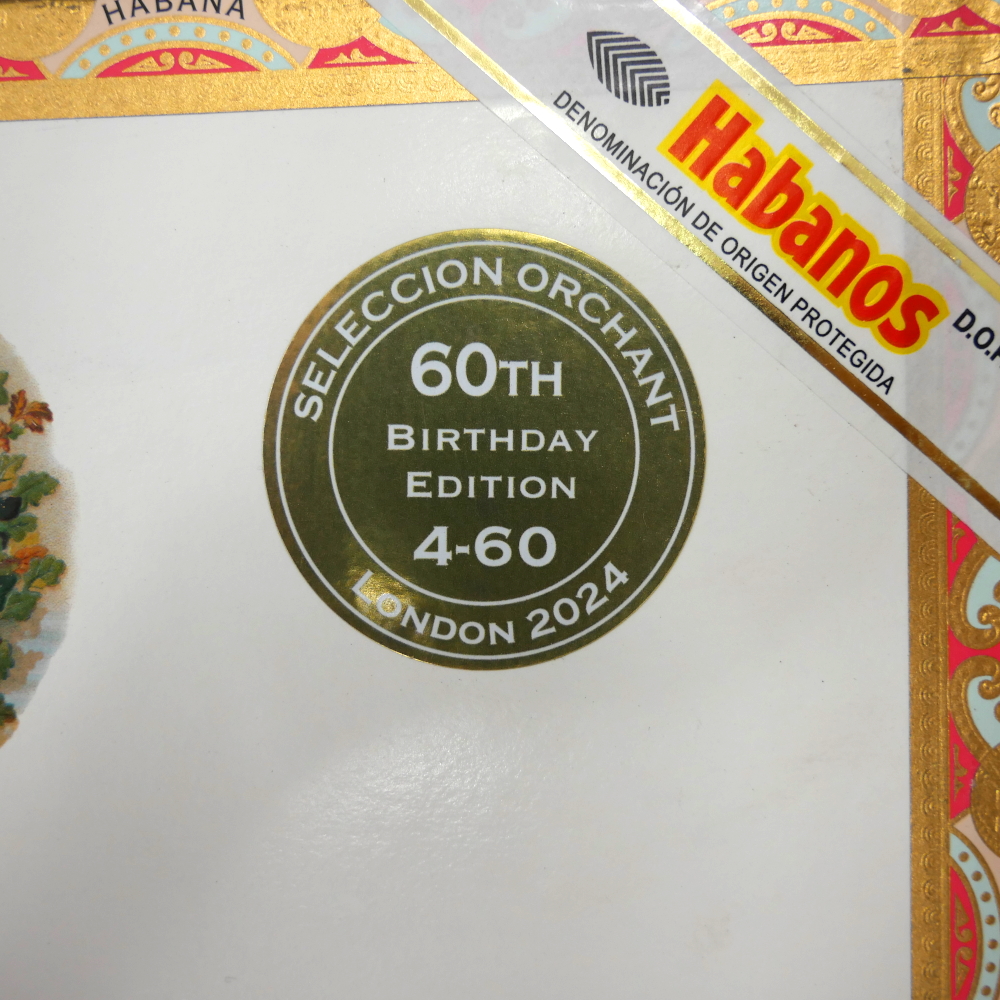 HABANA
Habanos
DENOMINACIÓN DE ORIGEN PROTEGIDA
SELECCION ORCHANT
60TH
BIRTHDAY
EDITION
4-60
LONDON 2024